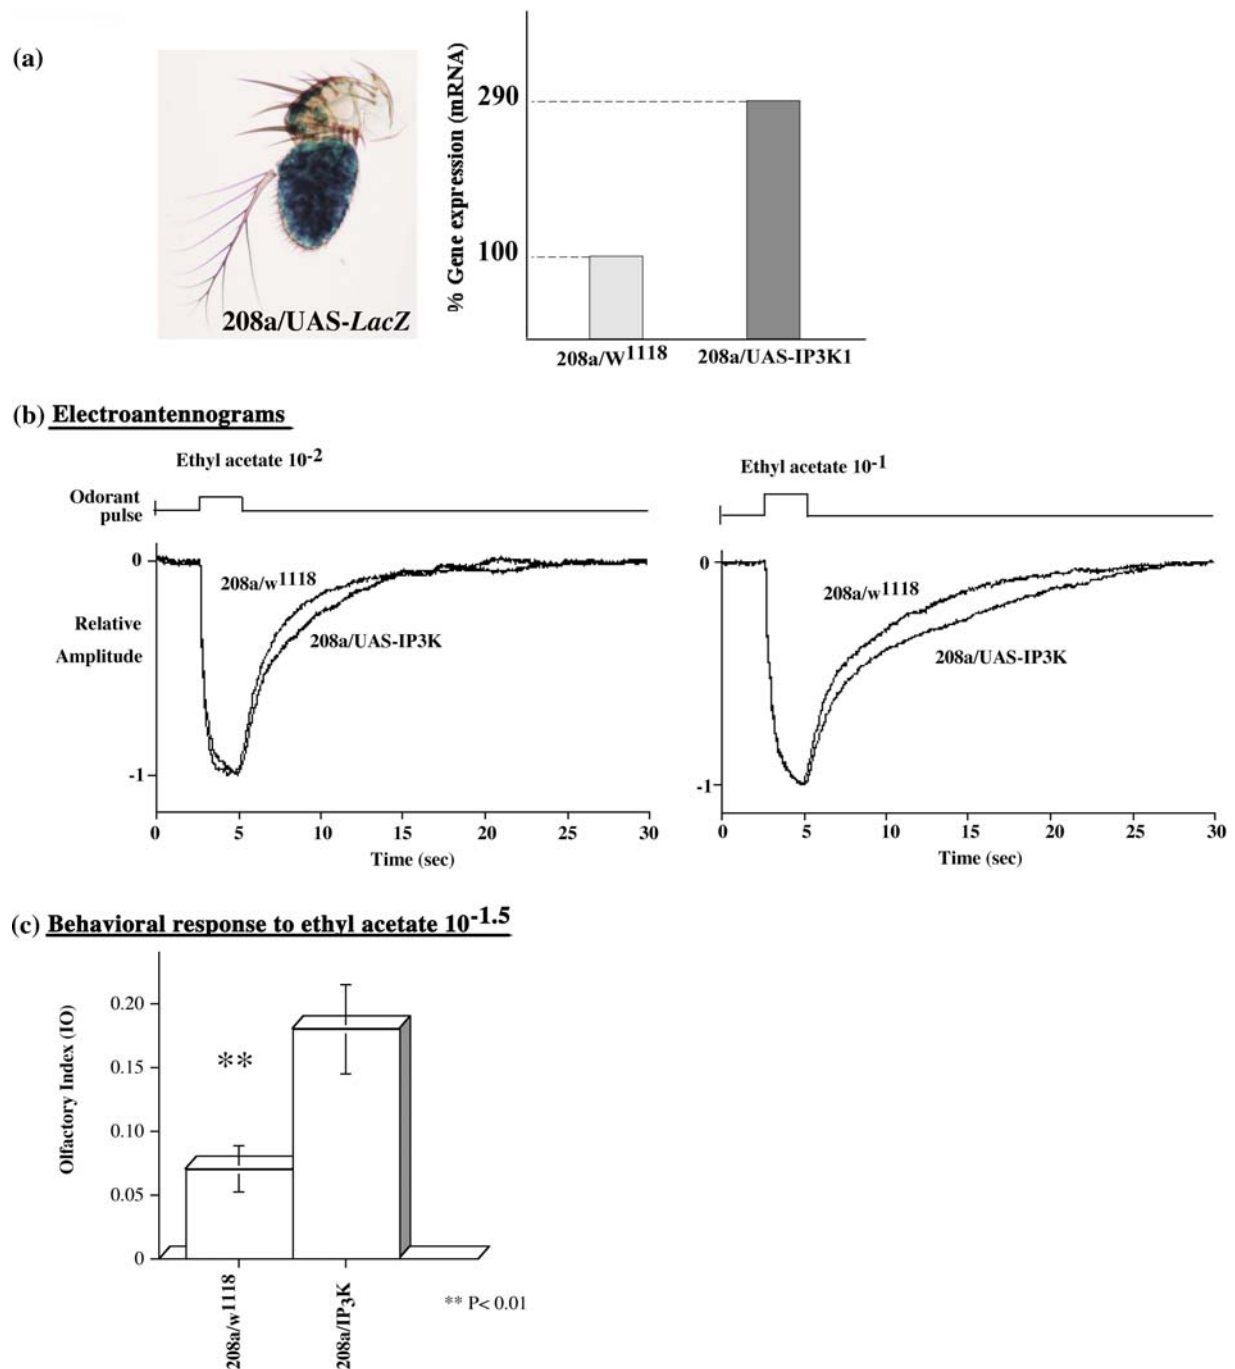 (a)
208a/UAS-LacZ
% Gene expression (mRNA)
290
100
208a/W1118
208a/UAS-IP3K1
(b) Electroantennograms
Ethyl acetate 10-2
Odorant
pulse
0
208a/w1118
Relative
Amplitude
208a/UAS-IP3K
-1
0 5 10 15 20 25 30
Time (sec)
Ethyl acetate 10-1
0
208a/w1118
208a/UAS-IP3K
-1
0 5 10 15 20 25 30
Time (sec)
(c) Behavioral response to ethyl acetate 10-1.5
Olfactory Index (IO)
0.20
0.15
**
0.10
0.05
0
208a/w1118
208a/IP3K
** P< 0.01